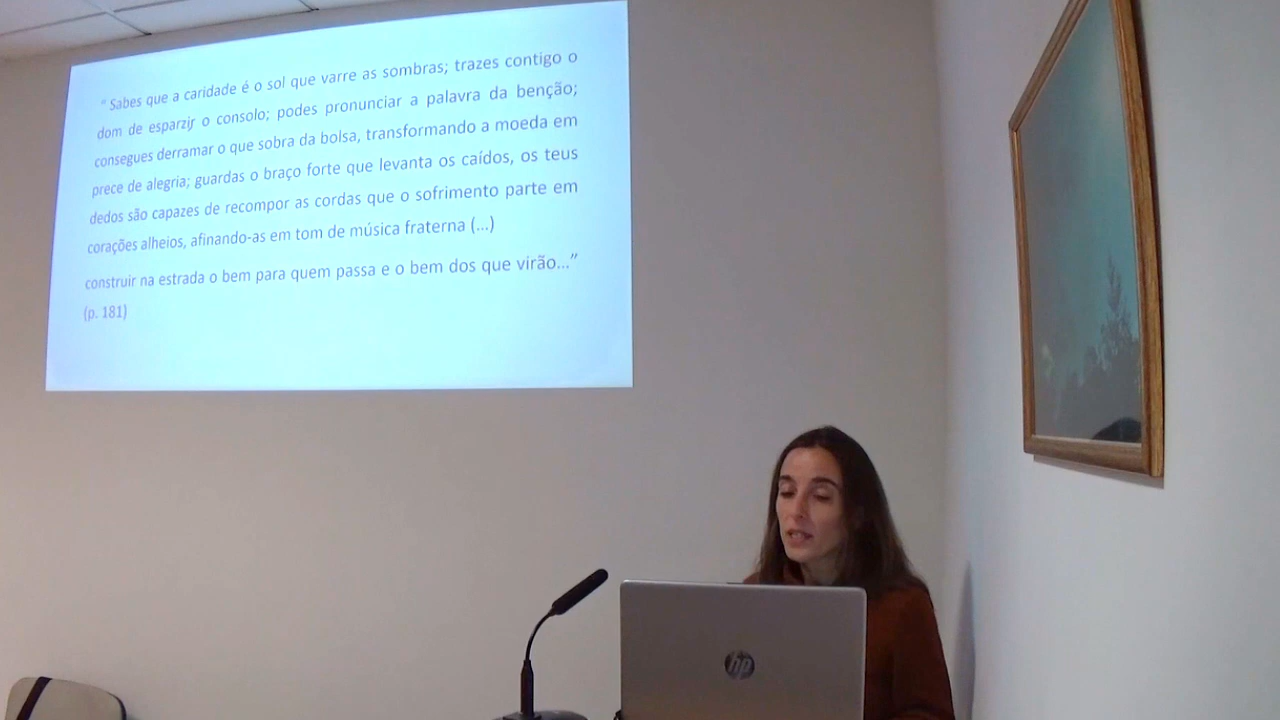 “ Sabes que a caridade é o sol que varre as sombras; trazes contigo o
dom de esparzir o consolo; podes pronunciar a palavra da benção;
consegues derramar o que sobra da bolsa, transformando a moeda em
prece de alegria; guardas o braço forte que levanta os caídos, os teus
dedos são capazes de recompor as cordas que o sofrimento parte em
corações alheios, afinando-as em tom de música fraterna (...)
construir na estrada o bem para quem passa e o bem dos que virão...”
(p. 181)
hp